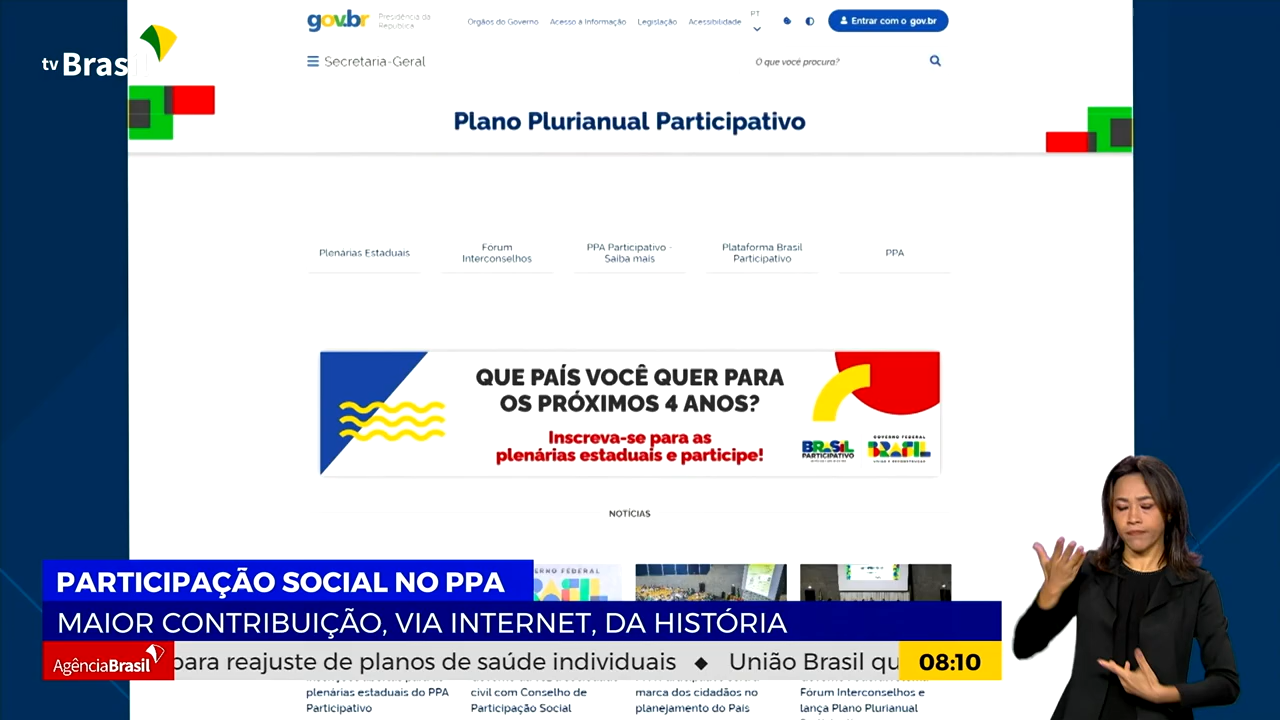 tv Brasil
gov.br
Presidência da
República
Órgãos do Governo
Acesso à Informação
Legislação
Acessibilidade
PT
Entrar com o gov.br
Secretaria-Geral
O que você procura?
Plano Plurianual Participativo
Plenárias Estaduais
Fórum
Interconselhos
PPA Participativo -
Saiba mais
Plataforma Brasil
Participativo
PPA
QUE PAÍS VOCÊ QUER PARA
OS PRÓXIMOS 4 ANOS?
Inscreva-se para as
plenárias estaduais e participe!
BRASIL
PARTICIPATIVO
GOVERNO FEDERAL
BRASIL
UNIÃO E RECONSTRUÇÃO
NOTÍCIAS
PARTICIPAÇÃO SOCIAL NO PPA
MAIOR CONTRIBUIÇÃO, VIA INTERNET, DA HISTÓRIA
AgênciaBrasil
para reajuste de planos de saúde individuais ◆ União Brasil qu
08:10
plenárias estaduais do PPA
Participativo
civil com Conselho de
Participação Social
marca dos cidadãos no
planejamento do País
Fórum Interconselhos e
lança Plano Plurianual